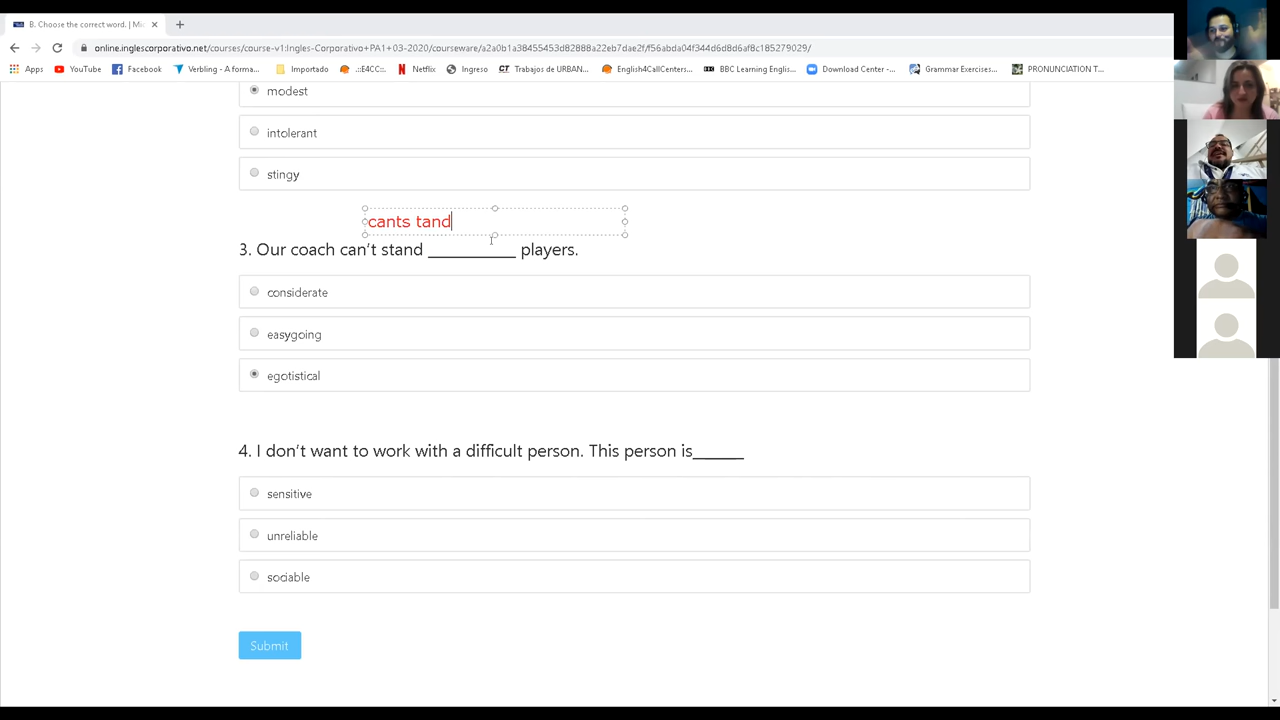 B. Choose the correct word. | Mic
online.inglescorporativo.net/courses/course-v1:Ingles-Corporativo+PA1+03-2020/courseware/a2a0b1a38455453d82888a22eb7dae2f/f56abda04f344d6d8d6af8c185279029/
Apps YouTube Facebook Verbling - A forma... Importado .::E4CC::. Netflix Ingreso Trabajos de URBAN... English4CallCenters... BBC Learning Englis... Download Center -... Grammar Exercises... PRONUNCIATION T...
modest
intolerant
stingy
cants tand
3. Our coach can't stand __________ players.
considerate
easygoing
egotistical
4. I don't want to work with a difficult person. This person is______
sensitive
unreliable
sociable
Submit